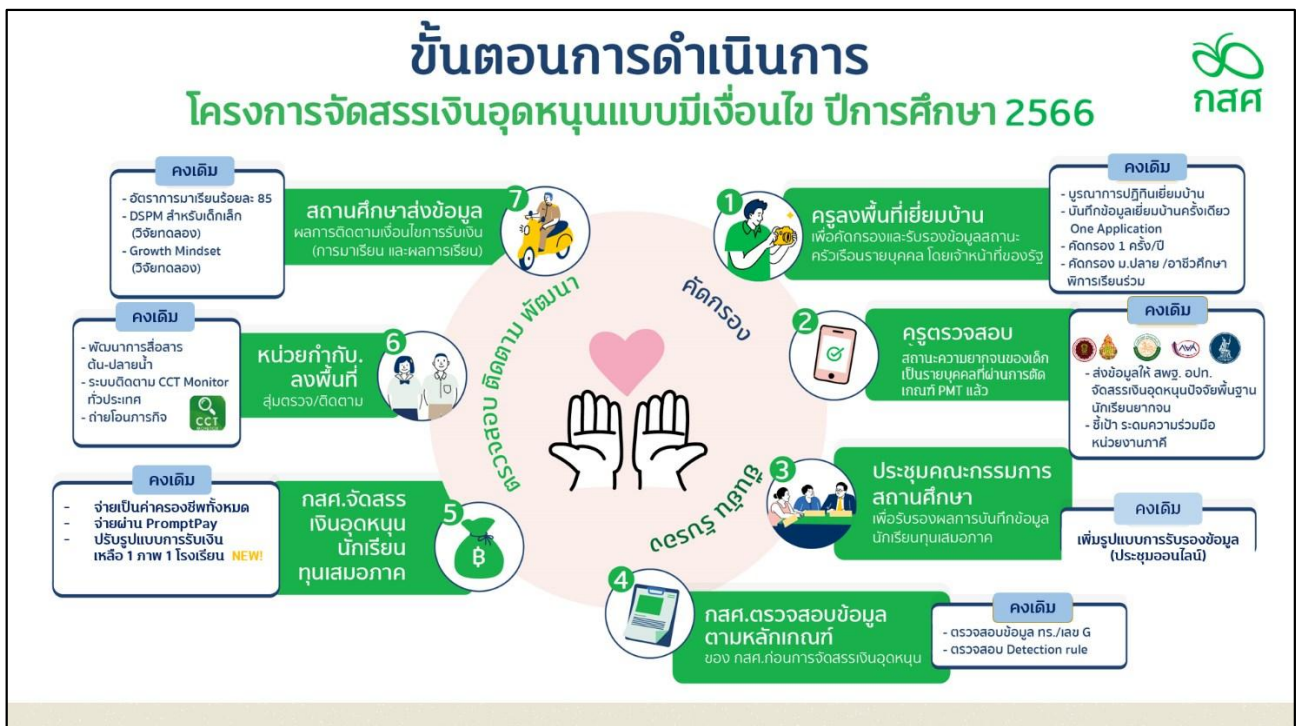 ขั้นตอนการดำเนินการ
โครงการจัดสรรเงินอุดหนุนแบบมีเงื่อนไข ปีการศึกษา 2566
กสศ
คัดกรอง
ยืนยัน รับรอง
ตรวจสอบ ติดตาม พัฒนา
1
ครูลงพื้นที่เยี่ยมบ้าน
เพื่อคัดกรองและรับรองข้อมูลสถานะ
ครัวเรือนรายบุคคล โดยเจ้าหน้าที่ของรัฐ
คงเดิม
- บูรณาการปฏิทินเยี่ยมบ้าน
- บันทึกข้อมูลเยี่ยมบ้านครั้งเดียว
One Application
- คัดกรอง 1 ครั้ง/ปี
- คัดกรอง ม.ปลาย /อาชีวศึกษา
พิการเรียนร่วม
2
ครูตรวจสอบ
สถานะความยากจนของเด็ก
เป็นรายบุคคลที่ผ่านการตัด
เกณฑ์ PMT แล้ว
คงเดิม
- ส่งข้อมูลให้ สพฐ. อปท.
จัดสรรเงินอุดหนุนปัจจัยพื้นฐาน
นักเรียนยากจน
- ชี้เป้า ระดมความร่วมมือ
หน่วยงานภาคี
3
ประชุมคณะกรรมการ
สถานศึกษา
เพื่อรับรองผลการบันทึกข้อมูล
นักเรียนทุนเสมอภาค
คงเดิม
เพิ่มรูปแบบการรับรองข้อมูล
(ประชุมออนไลน์)
4
กสศ.ตรวจสอบข้อมูล
ตามหลักเกณฑ์
ของ กสศ.ก่อนการจัดสรรเงินอุดหนุน
คงเดิม
- ตรวจสอบข้อมูล ทร./เลข G
- ตรวจสอบ Detection rule
5
฿
กสศ.จัดสรร
เงินอุดหนุน
นักเรียน
ทุนเสมอภาค
คงเดิม
- จ่ายเป็นค่าครองชีพทั้งหมด
- จ่ายผ่าน PromptPay
- ปรับรูปแบบการรับเงิน
เหลือ 1 ภาพ 1 โรงเรียน NEW!
6
หน่วยกำกับ.
ลงพื้นที่
สุ่มตรวจ/ติดตาม
คงเดิม
- พัฒนาการสื่อสาร
ต้น-ปลายน้ำ
- ระบบติดตาม CCT Monitor
ทั่วประเทศ
- ถ่ายโอนภารกิจ
CCT
7
สถานศึกษาส่งข้อมูล
ผลการติดตามเงื่อนไขการรับเงิน
(การมาเรียน และผลการเรียน)
คงเดิม
- อัตราการมาเรียนร้อยละ 85
- DSPM สำหรับเด็กเล็ก
(วิจัยทดลอง)
- Growth Mindset
(วิจัยทดลอง)